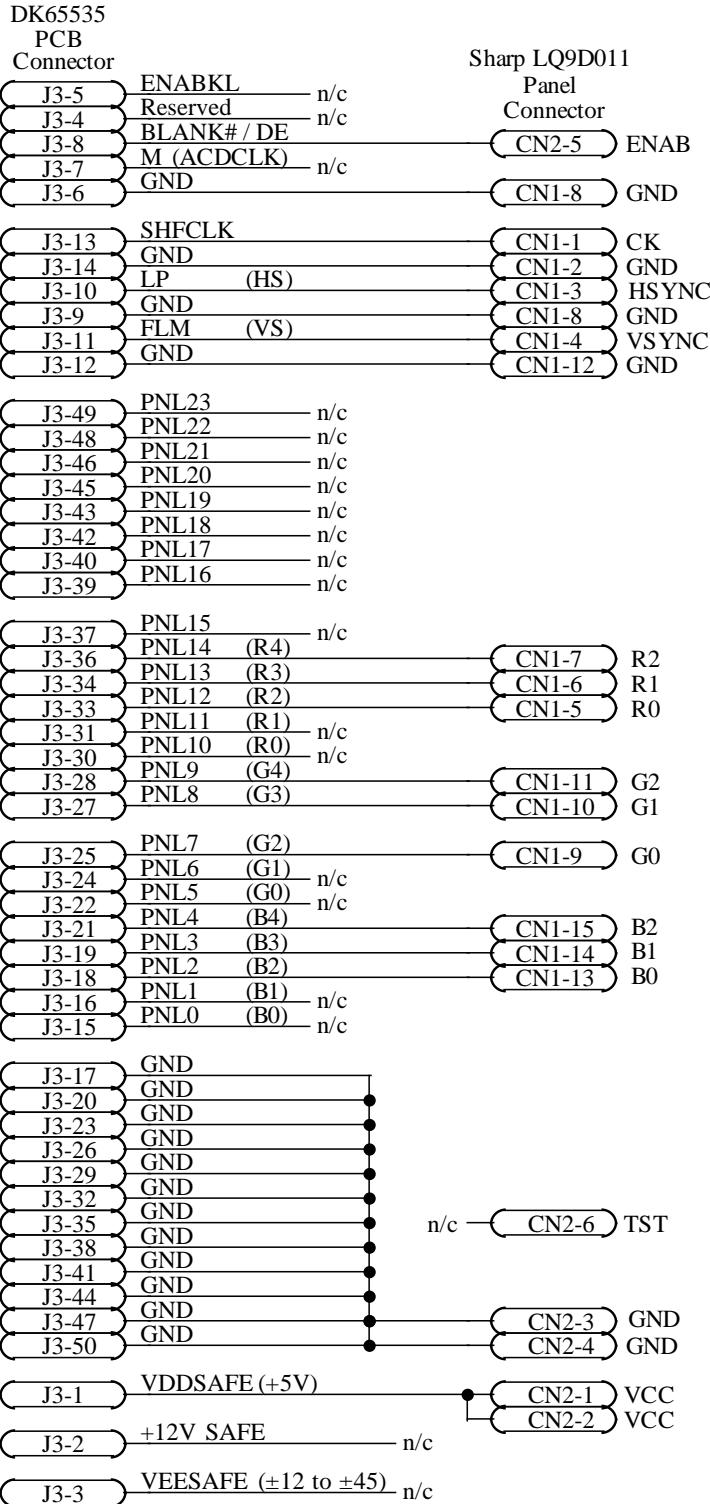 DK65535
PCB
Connector
Sharp LQ9D011
Panel
Connector
J3-5 ENABKL n/c
J3-4 Reserved n/c
J3-8 BLANK# / DE CN2-5 ENAB
J3-7 M (ACDCLK) n/c
J3-6 GND CN1-8 GND
J3-13 SHFCLK CN1-1 CK
J3-14 GND CN1-2 GND
J3-10 LP (HS) CN1-3 HSYNC
J3-9 GND CN1-8 GND
J3-11 FLM (VS) CN1-4 VSYNC
J3-12 GND CN1-12 GND
J3-49 PNL23 n/c
J3-48 PNL22 n/c
J3-46 PNL21 n/c
J3-45 PNL20 n/c
J3-43 PNL19 n/c
J3-42 PNL18 n/c
J3-40 PNL17 n/c
J3-39 PNL16 n/c
J3-37 PNL15 n/c
J3-36 PNL14 (R4) CN1-7 R2
J3-34 PNL13 (R3) CN1-6 R1
J3-33 PNL12 (R2) CN1-5 R0
J3-31 PNL11 (R1) n/c
J3-30 PNL10 (R0) n/c
J3-28 PNL9 (G4) CN1-11 G2
J3-27 PNL8 (G3) CN1-10 G1
J3-25 PNL7 (G2) CN1-9 G0
J3-24 PNL6 (G1) n/c
J3-22 PNL5 (G0) n/c
J3-21 PNL4 (B4) CN1-15 B2
J3-19 PNL3 (B3) CN1-14 B1
J3-18 PNL2 (B2) CN1-13 B0
J3-16 PNL1 (B1) n/c
J3-15 PNL0 (B0) n/c
J3-17 GND
J3-20 GND
J3-23 GND
J3-26 GND
J3-29 GND
J3-32 GND
J3-35 GND n/c CN2-6 TST
J3-38 GND
J3-41 GND
J3-44 GND
J3-47 GND CN2-3 GND
J3-50 GND CN2-4 GND
J3-1 VDDSAFE (+5V) CN2-1 VCC
CN2-2 VCC
J3-2 +12V SAFE n/c
J3-3 VEESAFE (±12 to ±45) n/c